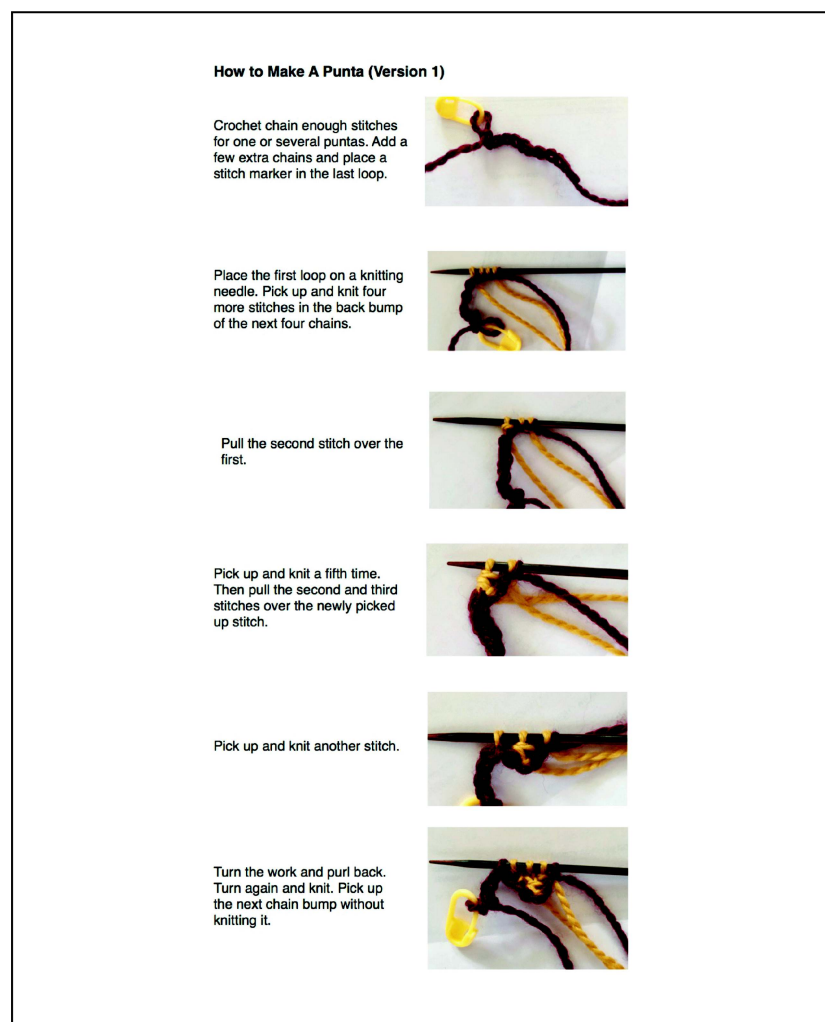 How to Make A Punta (Version 1)
Crochet chain enough stitches
for one or several puntas. Add a
few extra chains and place a
stitch marker in the last loop.
Place the first loop on a knitting
needle. Pick up and knit four
more stitches in the back bump
of the next four chains.
Pull the second stitch over the
first.
Pick up and knit a fifth time.
Then pull the second and third
stitches over the newly picked
up stitch.
Pick up and knit another stitch.
Turn the work and purl back.
Turn again and knit. Pick up
the next chain bump without
knitting it.